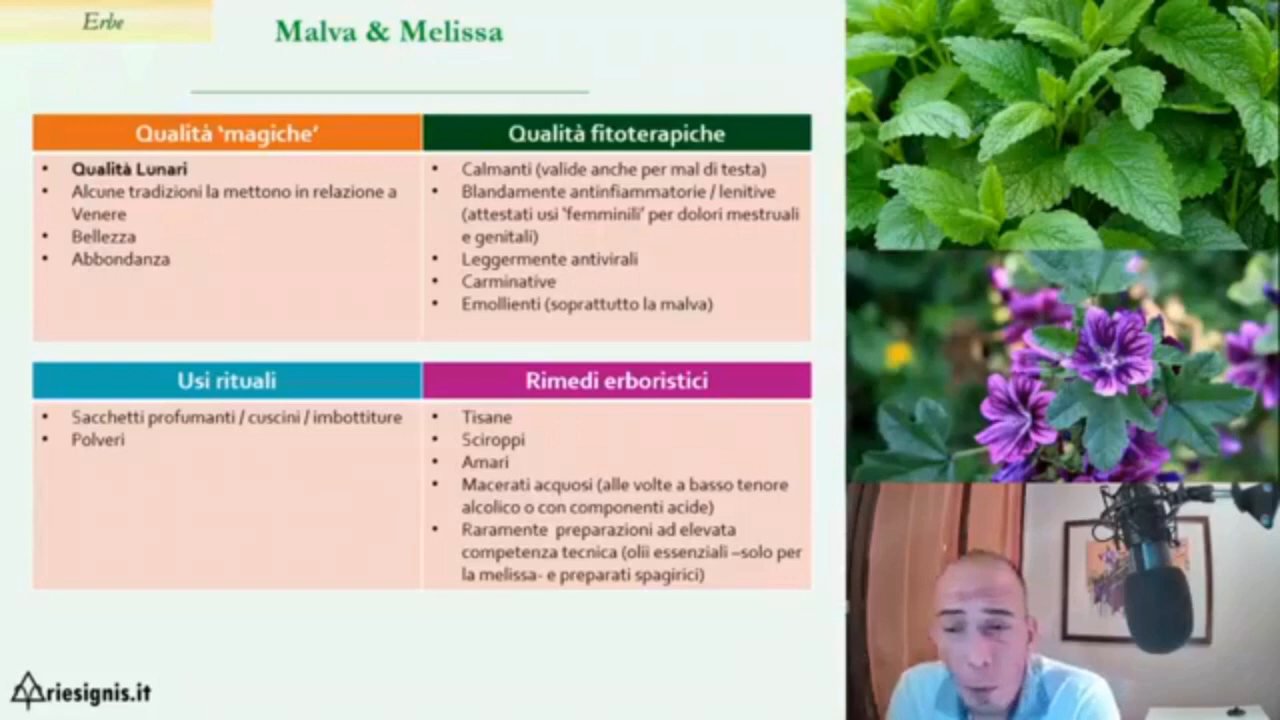 Erbe
Malva & Melissa
Qualità 'magiche'
• Qualità Lunari
• Alcune tradizioni la mettono in relazione a
Venere
• Bellezza
• Abbondanza
Qualità fitoterapiche
• Calmanti (valide anche per mal di testa)
• Blandamente antinfiammatorie / lenitive
(attestati usi 'femminili' per dolori mestruali
e genitali)
• Leggermente antivirali
• Carminative
• Emollienti (soprattutto la malva)
Usi rituali
• Sacchetti profumanti / cuscini / imbottiture
• Polveri
Rimedi erboristici
• Tisane
• Sciroppi
• Amari
• Macerati acquosi (alle volte a basso tenore
alcolico o con componenti acide)
• Raramente preparazioni ad elevata
competenza tecnica (olii essenziali –solo per
la melissa- e preparati spagirici)
Ariesignis.it